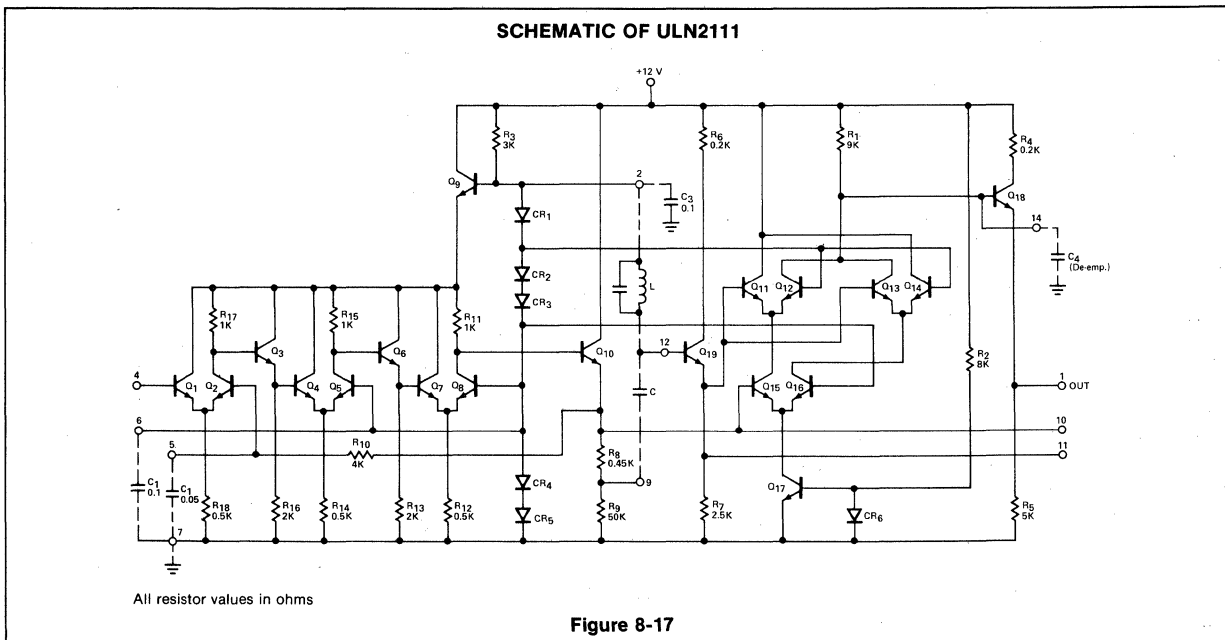 SCHEMATIC OF ULN2111
+12 V
R3
3K
R6
0.2K
R1
9K
R4
0.2K
Q9
2
C3
0.1
Q18
CR1
14
C4
(De-emp.)
CR2
CR3
L
Q11
Q12
Q13
Q14
R17
1K
R15
1K
R11
1K
Q3
Q6
Q10
12
Q19
R2
8K
4
Q1
Q2
Q4
Q5
Q7
Q8
C
Q15
Q16
1
OUT
6
5
R10
4K
R8
0.45K
10
11
C1
0.1
C1
0.05
9
CR4
Q17
R18
0.5K
R16
2K
R14
0.5K
R13
2K
R12
0.5K
CR5
R9
50K
R7
2.5K
CR6
R5
5K
7
All resistor values in ohms
Figure 8-17